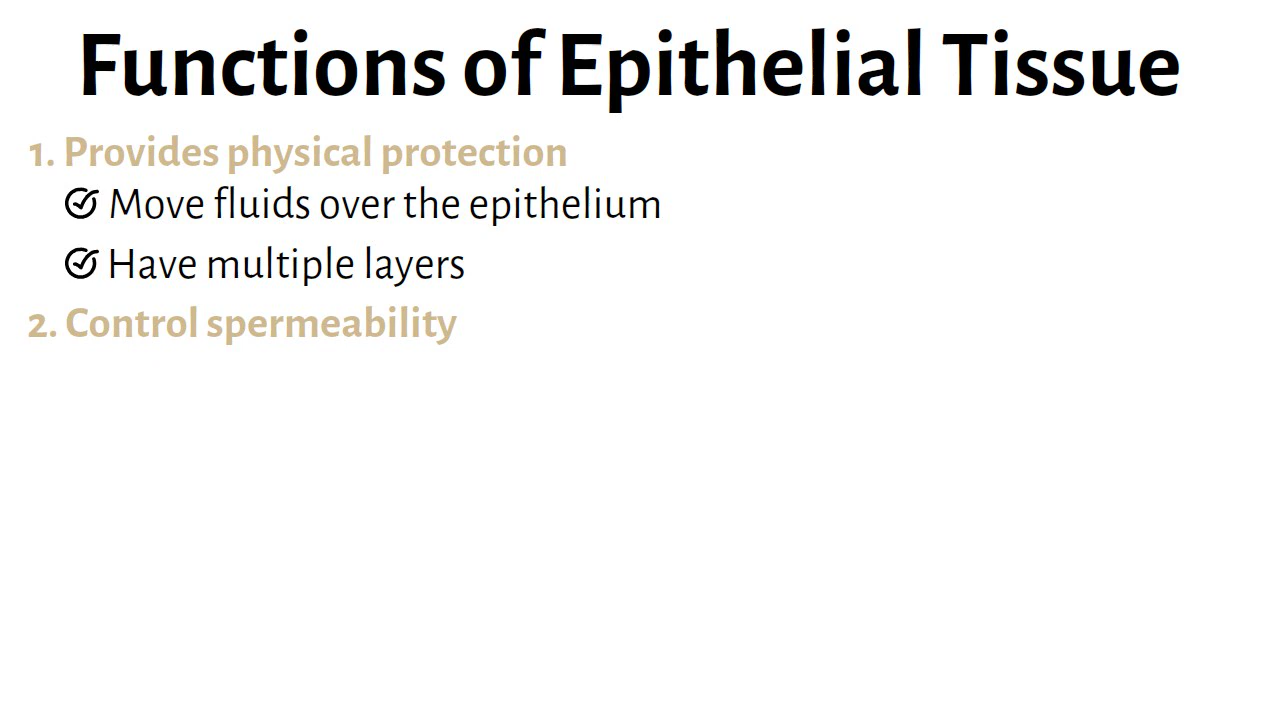 Functions of Epithelial Tissue
1. Provides physical protection
Move fluids over the epithelium
Have multiple layers
2. Control spermeability